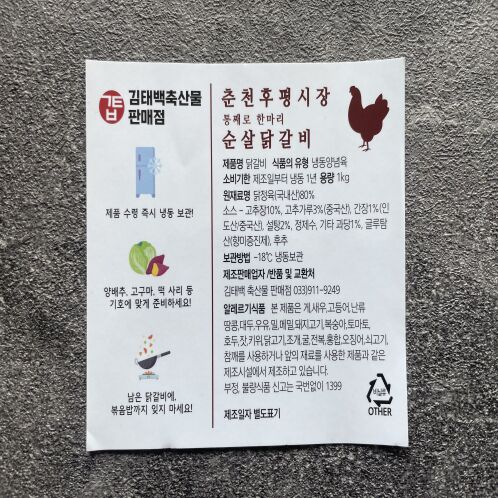 김태백축산물
판매점
제품 수령 즉시 냉동 보관!
양배추, 고구마, 떡 사리 등
기호에 맞게 준비하세요!
남은 닭갈비에,
볶음밥까지 잊지 마세요!
춘천후평시장
통째로 한마리
순살닭갈비
제품명 닭갈비 식품의 유형 냉동양념육
소비기한 제조일부터 냉동 1년 용량 1kg
원재료명 닭정육(국내산)80%
소스 - 고추장10%, 고추가루3%(중국산), 간장1%(인
도산/중국산), 설탕2%, 정제수, 기타 과당1%, 글루탐
산(향미증진제), 후추
보관방법 -18℃ 냉동보관
제조판매업자 /반품 및 교환처
김태백 축산물 판매점 033)911-9249
알레르기식품 본 제품은 게,새우,고등어,난류
땅콩,대두,우유,밀,메밀,돼지고기,복숭아,토마토,
호두,잣,키위,닭고기,조개,굴,전복,홍합,오징어,쇠고기,
참깨를 사용하거나 앞의 재료를 사용한 제품과 같은
제조시설에서 제조하고 있습니다.
부정, 불량식품 신고는 국번없이 1399
제조일자 별도표기
비닐류
OTHER